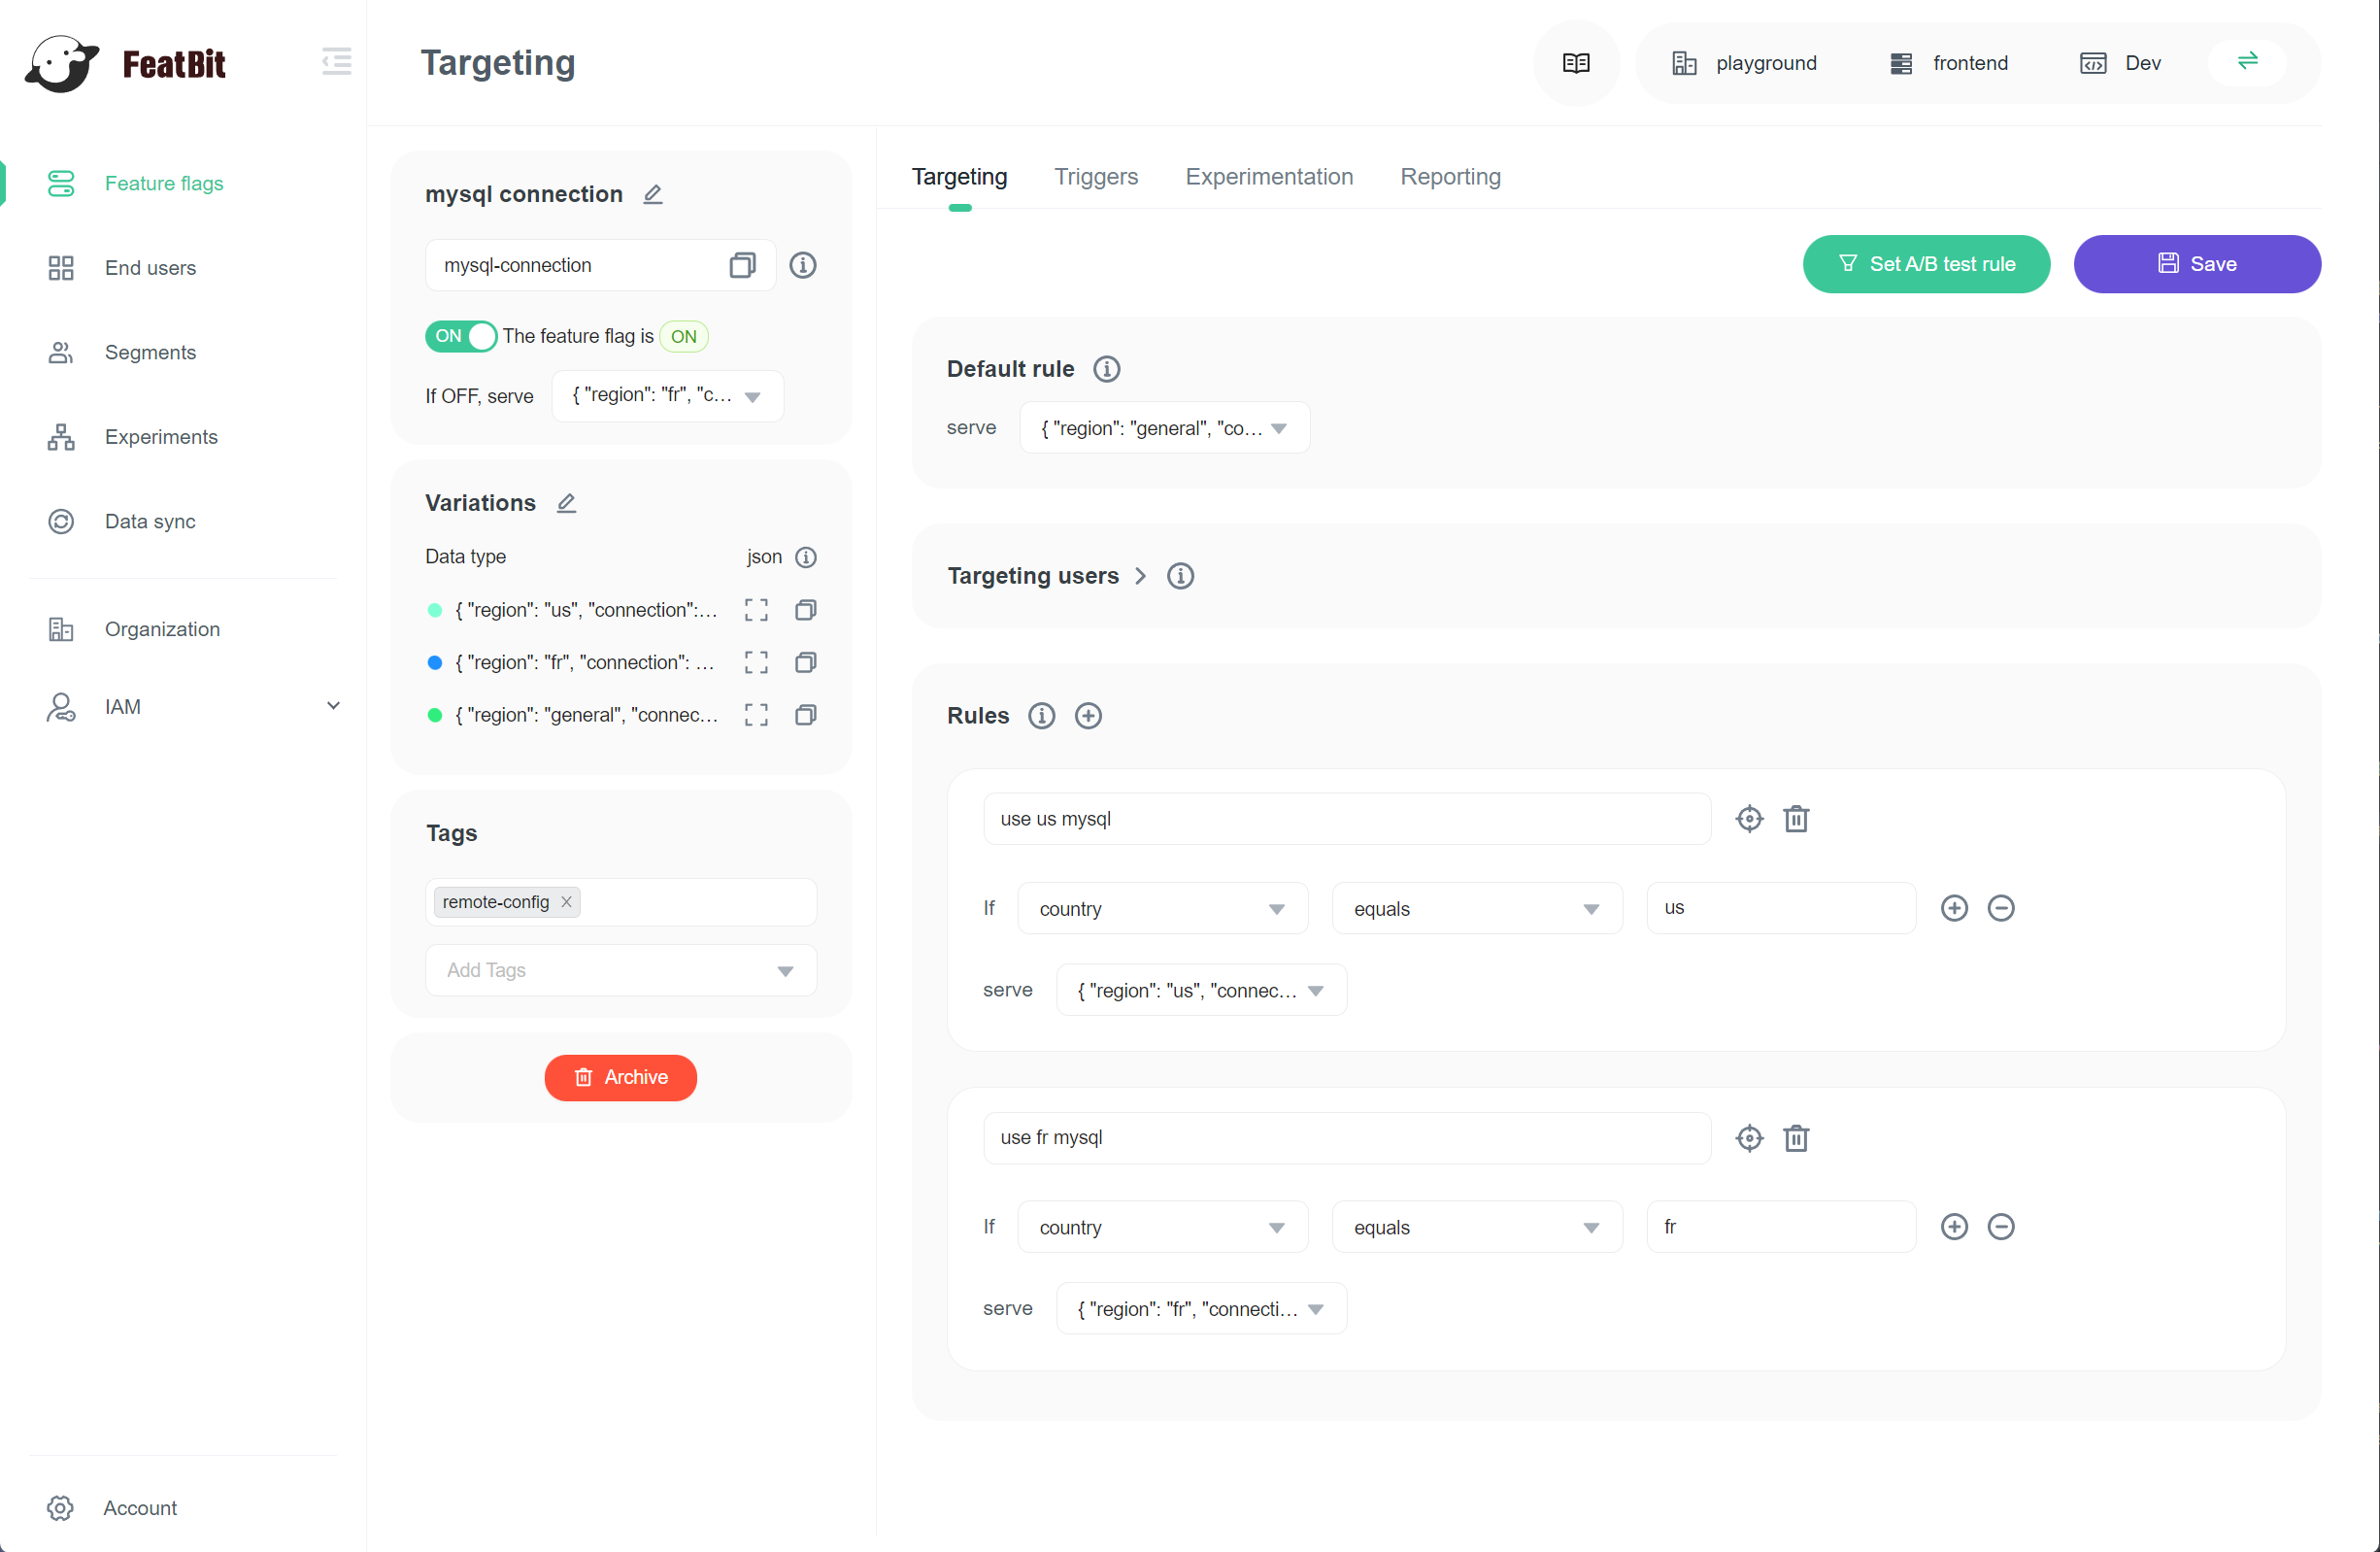 FeatBit
Feature flags
End users
Segments
Experiments
Data sync
Organization
IAM
Account
Targeting
playground
frontend
Dev
mysql connection
mysql-connection
ON The feature flag is ON
If OFF, serve { "region": "fr", "c...
Variations
Data type json
{ "region": "us", "connection":...
{ "region": "fr", "connection": ...
{ "region": "general", "connec...
Tags
remote-config
Add Tags
Archive
Targeting Triggers Experimentation Reporting
Set A/B test rule
Save
Default rule
serve { "region": "general", "co...
Targeting users
Rules
use us mysql
If country equals us
serve { "region": "us", "connec...
use fr mysql
If country equals fr
serve { "region": "fr", "connecti...